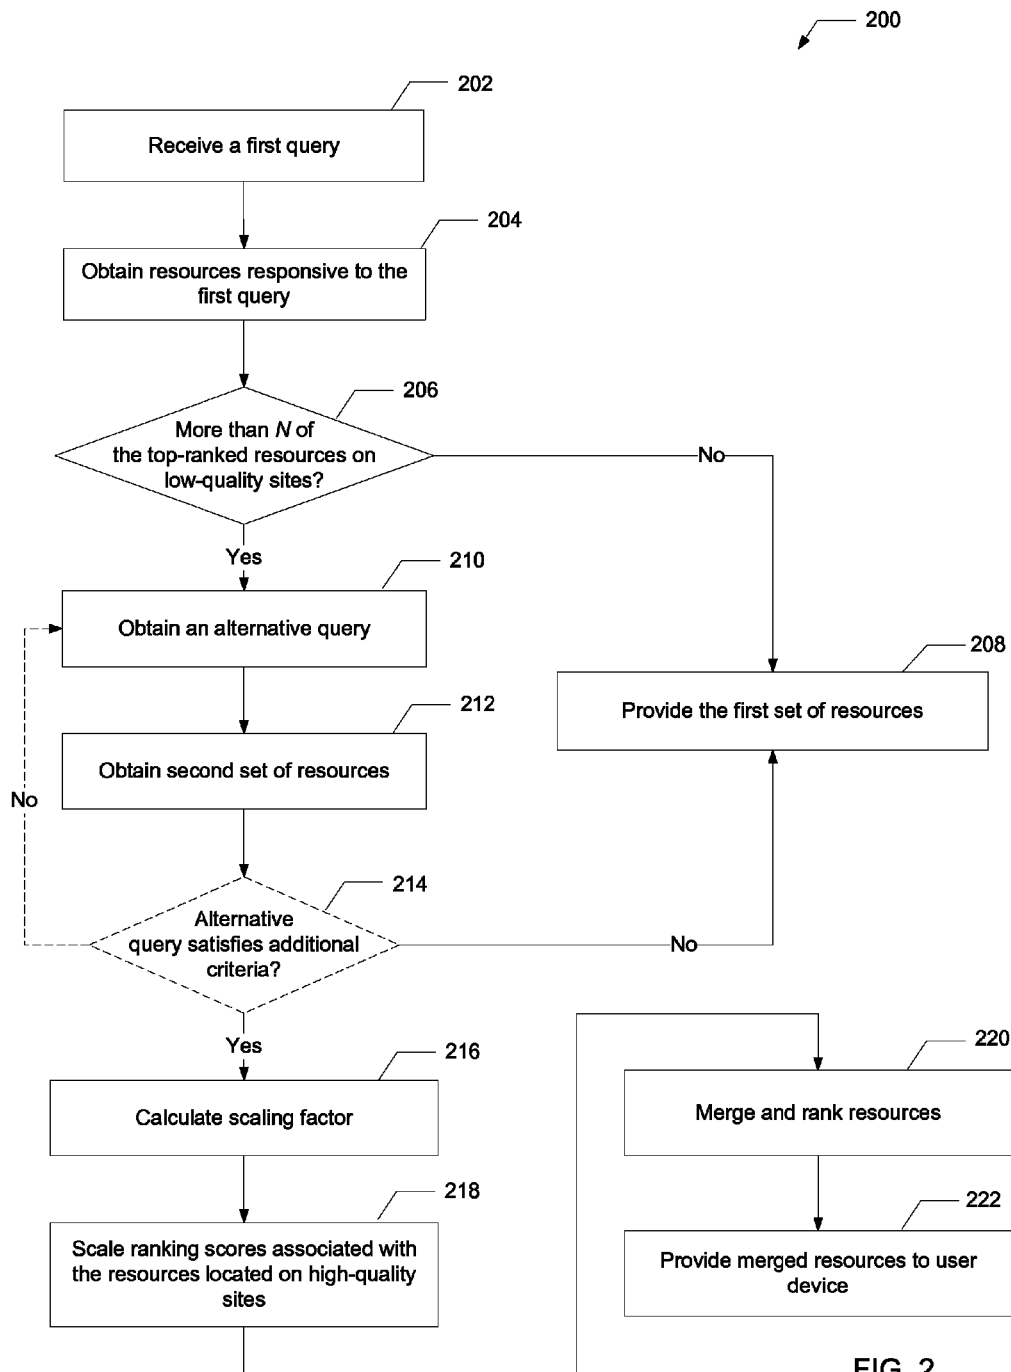 200
202
Receive a first query
204
Obtain resources responsive to the
first query
206
More than N of
the top-ranked resources on
low-quality sites?
No
Yes
210
Obtain an alternative query
208
Provide the first set of resources
212
Obtain second set of resources
No
214
Alternative
query satisfies additional
criteria?
No
Yes
216
Calculate scaling factor
218
Scale ranking scores associated with
the resources located on high-quality
sites
220
Merge and rank resources
222
Provide merged resources to user
device
FIG. 2